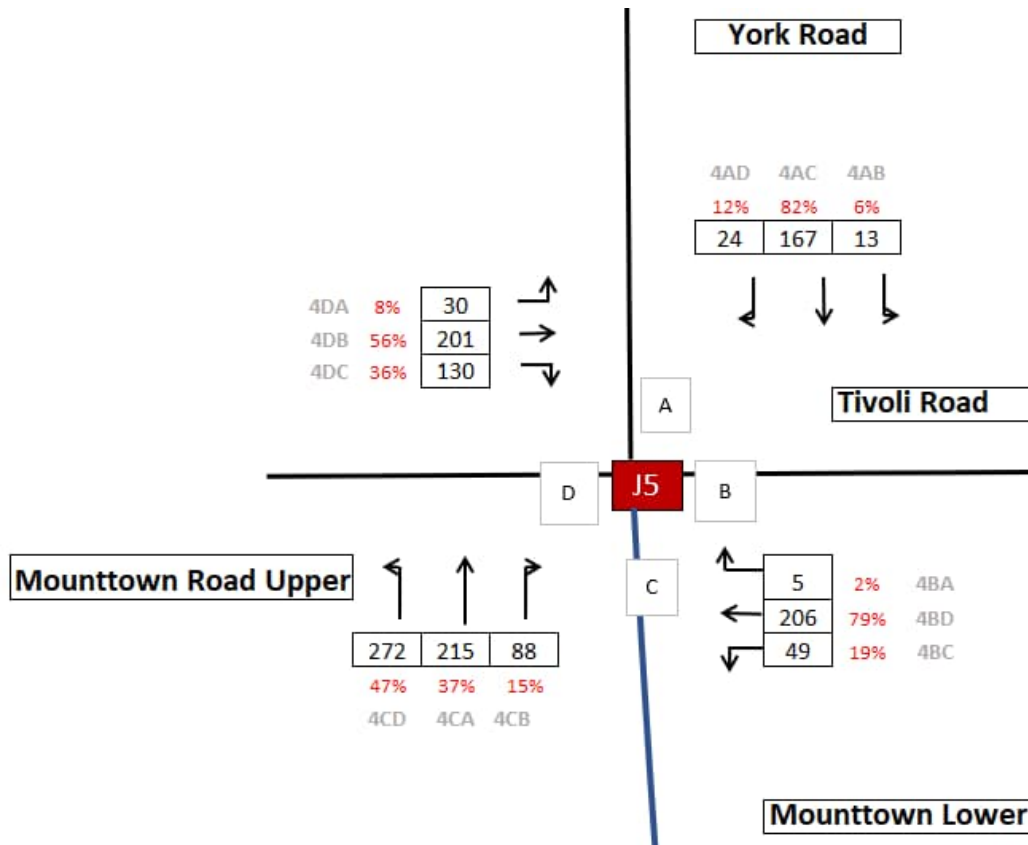 York Road
4AD 4AC 4AB
12% 82% 6%
24 167 13
4DA 8% 30
4DB 56% 201
4DC 36% 130
A
Tivoli Road
D J5 B
Mounttown Road Upper
C
5 2% 4BA
206 79% 4BD
49 19% 4BC
272 215 88
47% 37% 15%
4CD 4CA 4CB
Mounttown Lower